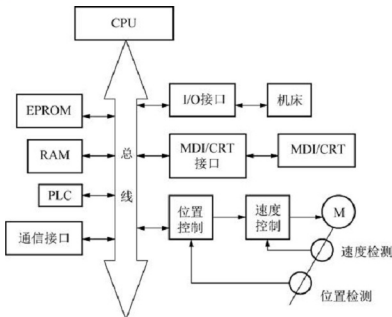 CPU
EPROM
I/O接口
机床
RAM
总
线
MDI/CRT
接口
MDI/CRT
PLC
通信接口
位置
控制
速度
控制
M
速度检测
位置检测